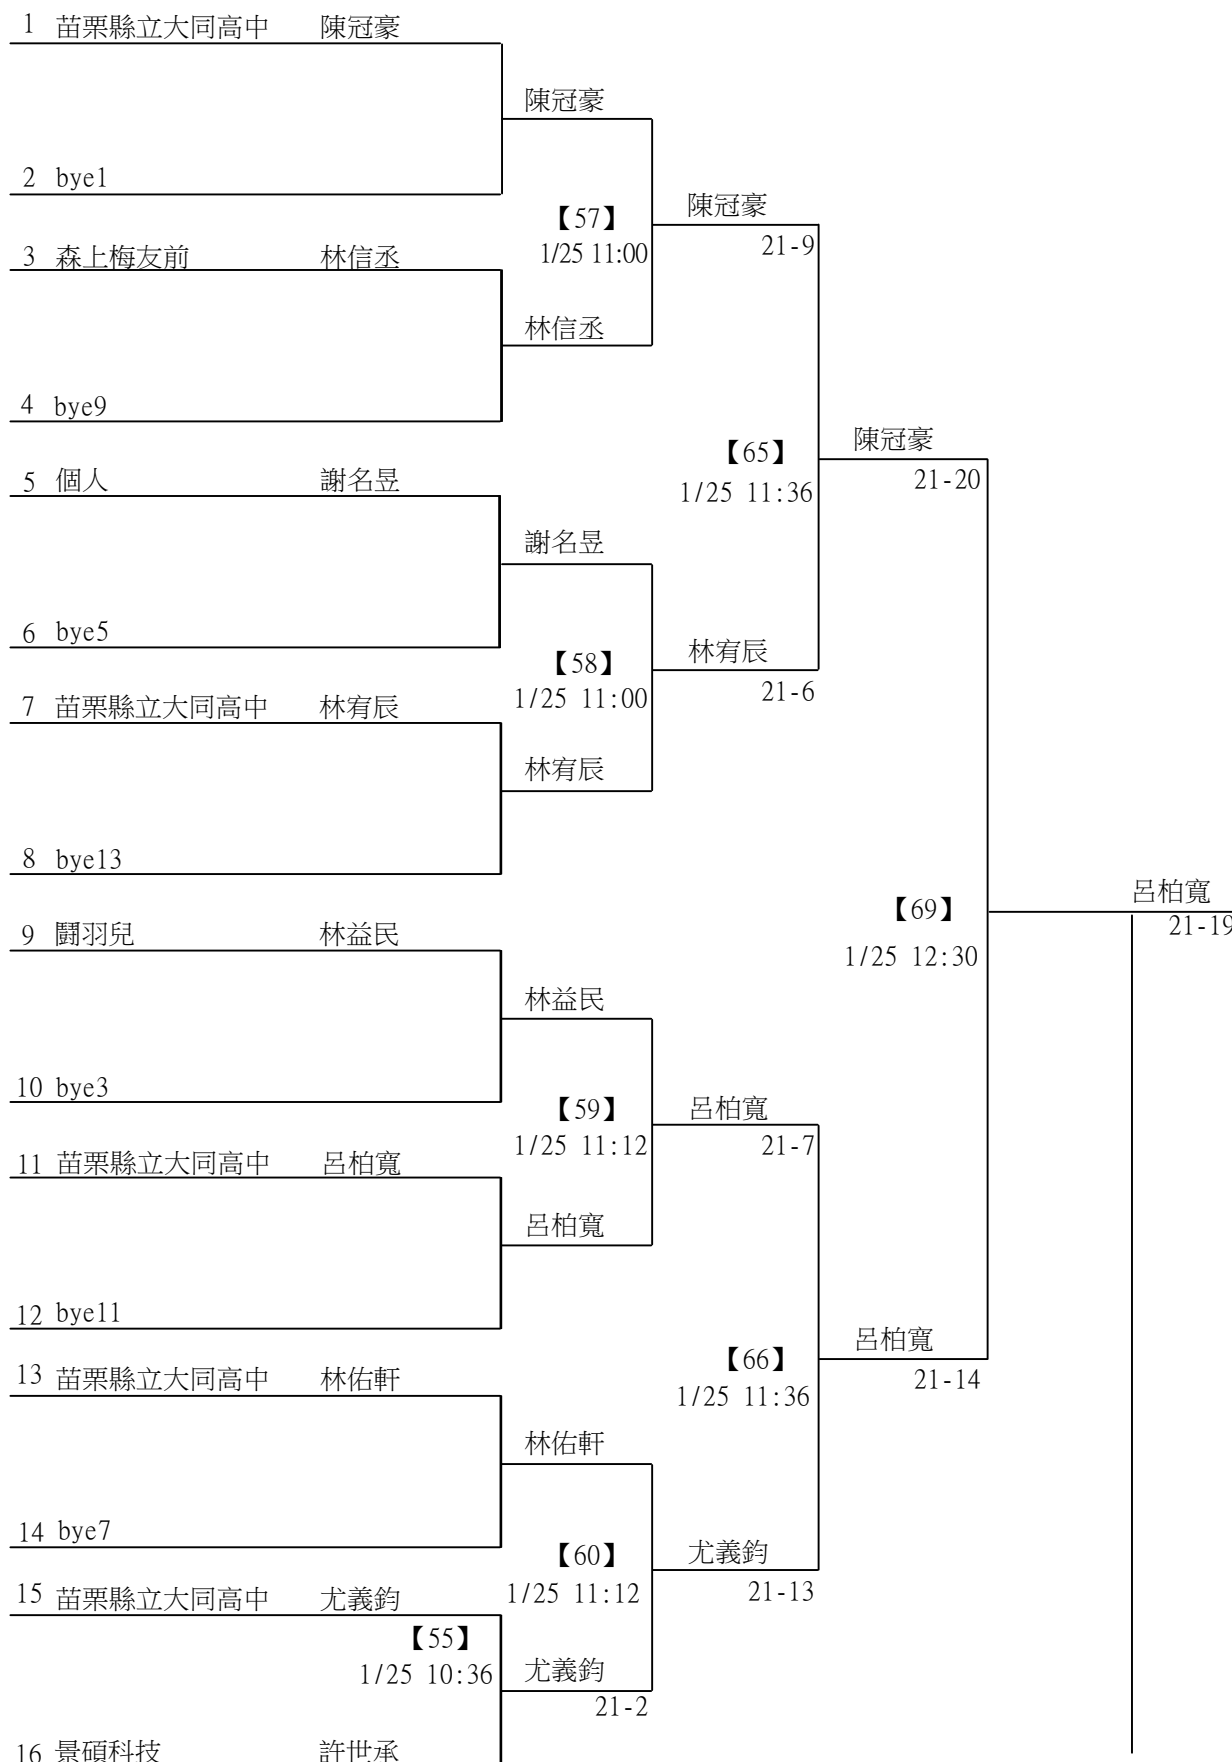 1 苗栗縣立大同高中 陳冠豪
陳冠豪
2 bye1
【57】
1/25 11:00
陳冠豪
21-9
3 森上梅友前 林信丞
林信丞
4 bye9
【65】
1/25 11:36
陳冠豪
21-20
5 個人 謝名昱
謝名昱
6 bye5
【58】
1/25 11:00
林宥辰
21-6
7 苗栗縣立大同高中 林宥辰
林宥辰
8 bye13
【69】
1/25 12:30
呂柏寬
21-19
9 鬪羽兒 林益民
林益民
10 bye3
【59】
1/25 11:12
呂柏寬
21-7
11 苗栗縣立大同高中 呂柏寬
呂柏寬
12 bye11
【66】
1/25 11:36
呂柏寬
21-14
13 苗栗縣立大同高中 林佑軒
林佑軒
14 bye7
【60】
1/25 11:12
尤義鈞
21-13
15 苗栗縣立大同高中 尤義鈞
【55】
1/25 10:36
尤義鈞
21-2
16 景碩科技 許世承